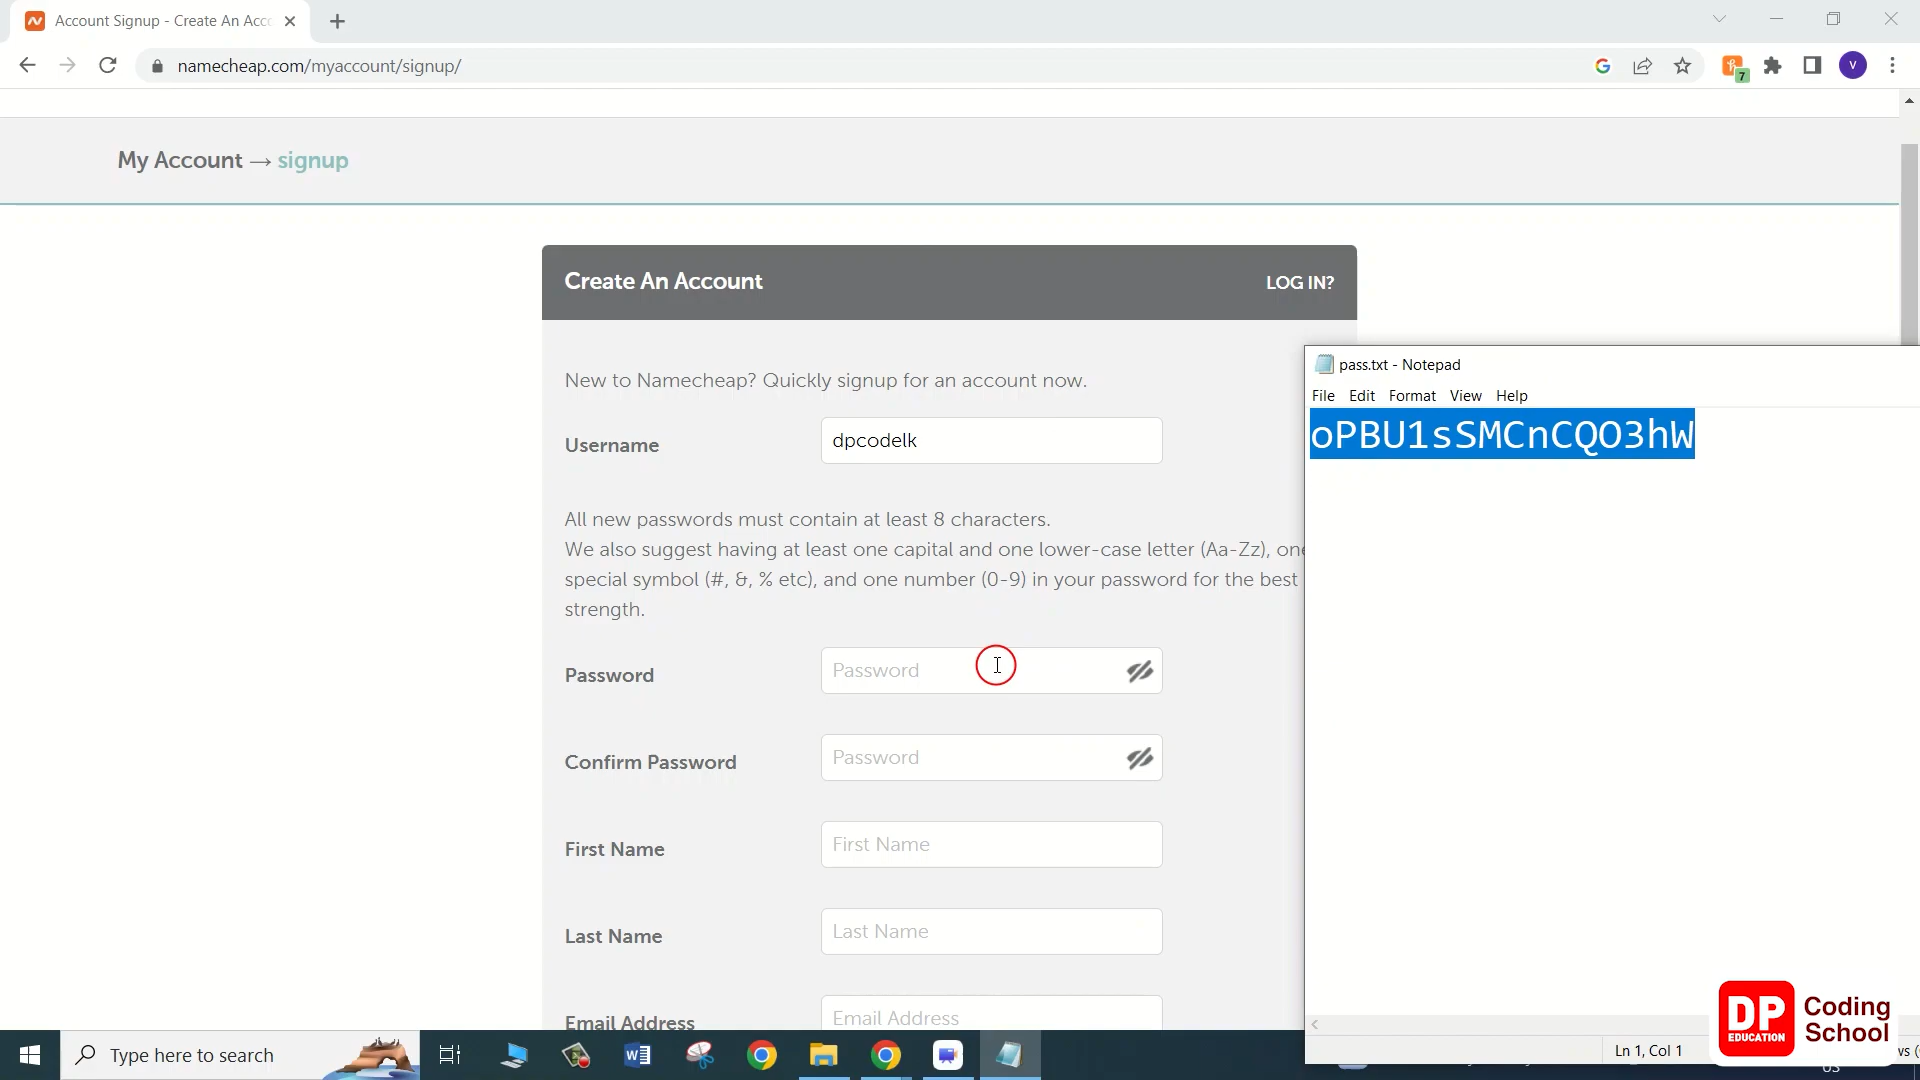 Account Signup - Create An Acc
namecheap.com/myaccount/signup/
7
V
My Account → signup
Create An Account
LOG IN?
New to Namecheap? Quickly signup for an account now.
Username
dpcodelk
All new passwords must contain at least 8 characters.
We also suggest having at least one capital and one lower-case letter (Aa-Zz), one
special symbol (#, &, % etc), and one number (0-9) in your password for the best
strength.
Password
Password
Confirm Password
Password
First Name
First Name
Last Name
Last Name
Email Address
Email Address
pass.txt - Notepad
File Edit Format View Help
oPBU1sSMCnCQO3hW
Ln 1, Col 1
DP
EDUCATION
Coding
School
Type here to search